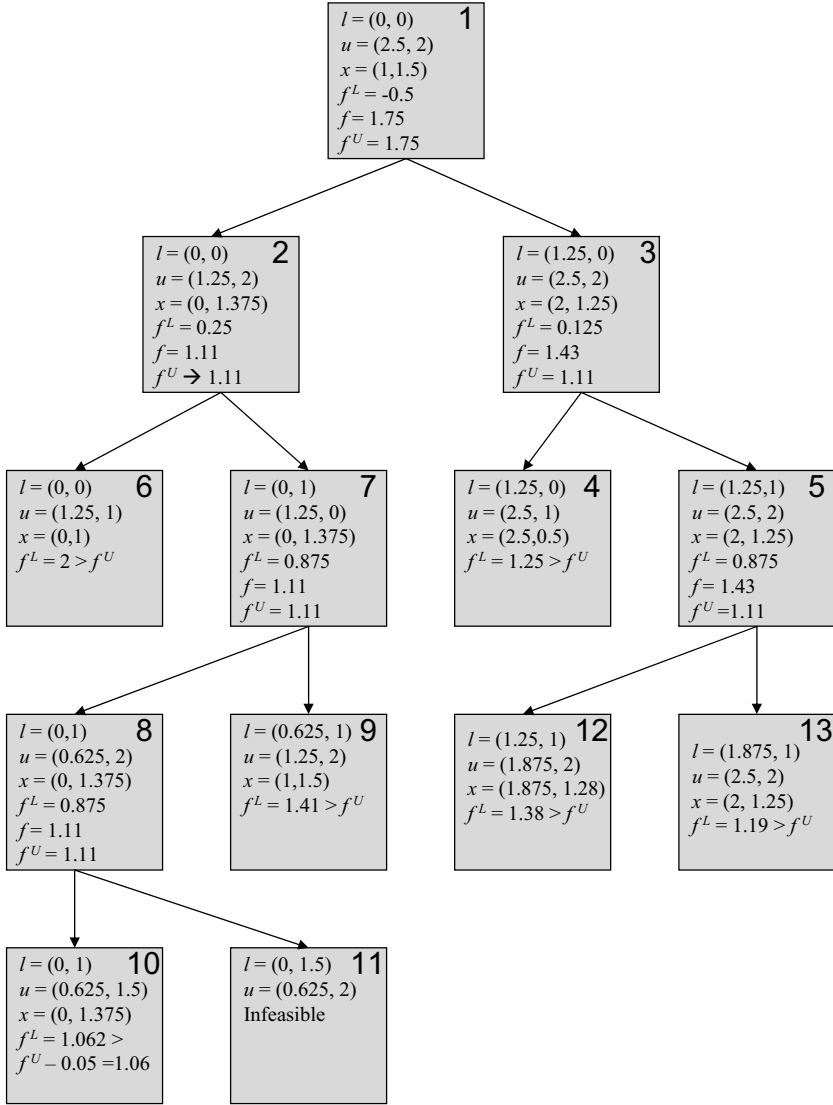 1
l = (0, 0)
u = (2.5, 2)
x = (1,1.5)
f^L = -0.5
f = 1.75
f^U = 1.75
2
l = (0, 0)
u = (1.25, 2)
x = (0, 1.375)
f^L = 0.25
f = 1.11
f^U → 1.11
3
l = (1.25, 0)
u = (2.5, 2)
x = (2, 1.25)
f^L = 0.125
f = 1.43
f^U = 1.11
6
l = (0, 0)
u = (1.25, 1)
x = (0,1)
f^L = 2 > f^U
7
l = (0, 1)
u = (1.25, 0)
x = (0, 1.375)
f^L = 0.875
f = 1.11
f^U = 1.11
4
l = (1.25, 0)
u = (2.5, 1)
x = (2.5,0.5)
f^L = 1.25 > f^U
5
l = (1.25,1)
u = (2.5, 2)
x = (2, 1.25)
f^L = 0.875
f = 1.43
f^U =1.11
8
l = (0,1)
u = (0.625, 2)
x = (0, 1.375)
f^L = 0.875
f = 1.11
f^U = 1.11
9
l = (0.625, 1)
u = (1.25, 2)
x = (1,1.5)
f^L = 1.41 > f^U
12
l = (1.25, 1)
u = (1.875, 2)
x = (1.875, 1.28)
f^L = 1.38 > f^U
13
l = (1.875, 1)
u = (2.5, 2)
x = (2, 1.25)
f^L = 1.19 > f^U
10
l = (0, 1)
u = (0.625, 1.5)
x = (0, 1.375)
f^L = 1.062 >
f^U – 0.05 =1.06
11
l = (0, 1.5)
u = (0.625, 2)
Infeasible